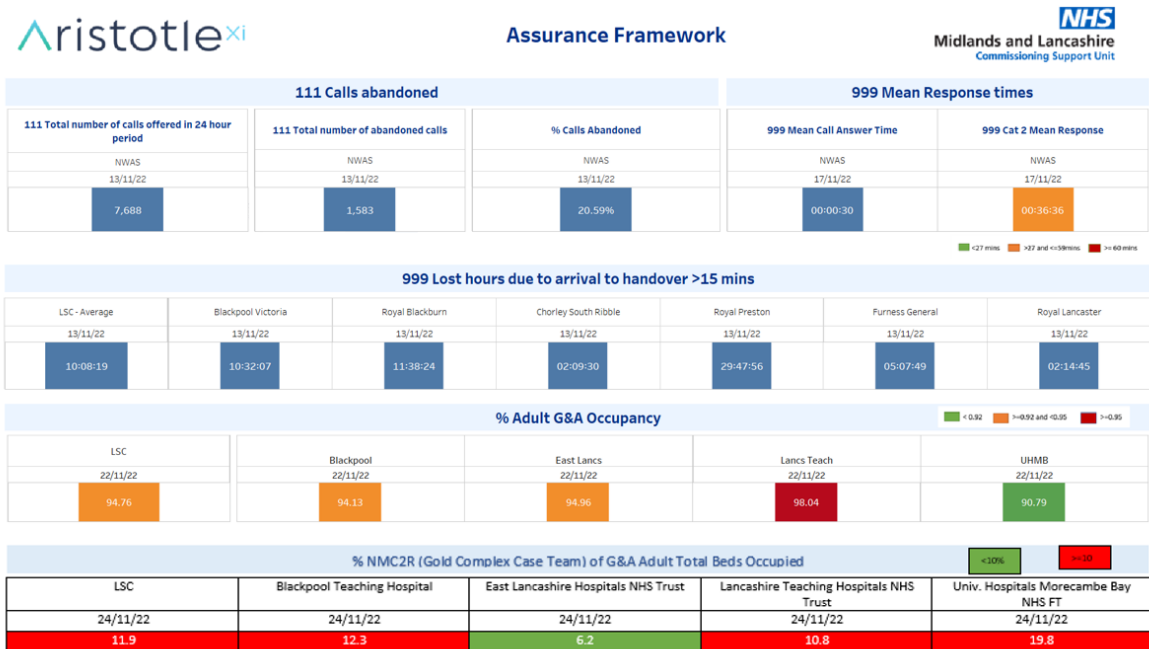 Aristotle xi
Assurance Framework
NHS
Midlands and Lancashire
Commissioning Support Unit
111 Calls abandoned
999 Mean Response times
111 Total number of calls offered in 24 hour
period
111 Total number of abandoned calls
% Calls Abandoned
999 Mean Call Answer Time
999 Cat 2 Mean Response
NWAS NWAS NWAS NWAS NWAS
13/11/22 13/11/22 13/11/22 17/11/22 17/11/22
7,688 1,583 20.59% 00:00:30 00:36:36
<27 mins >27 and <=59mins >= 60 mins
999 Lost hours due to arrival to handover >15 mins
LSC - Average Blackpool Victoria Royal Blackburn Chorley South Ribble Royal Preston Furness General Royal Lancaster
13/11/22 13/11/22 13/11/22 13/11/22 13/11/22 13/11/22 13/11/22
10:08:19 10:32:07 11:38:24 02:09:30 29:47:56 05:07:49 02:14:45
% Adult G&A Occupancy
< 0.92 >=0.92 and <0.95 >=0.95
LSC Blackpool East Lancs Lancs Teach UHMB
22/11/22 22/11/22 22/11/22 22/11/22 22/11/22
94.76 94.13 94.96 98.04 90.79
% NMC2R (Gold Complex Case Team) of G&A Adult Total Beds Occupied
<10% >=10
LSC Blackpool Teaching Hospital East Lancashire Hospitals NHS Trust Lancashire Teaching Hospitals NHS Univ. Hospitals Morecambe Bay
Trust NHS FT
24/11/22 24/11/22 24/11/22 24/11/22 24/11/22
11.9 12.3 6.2 10.8 19.8